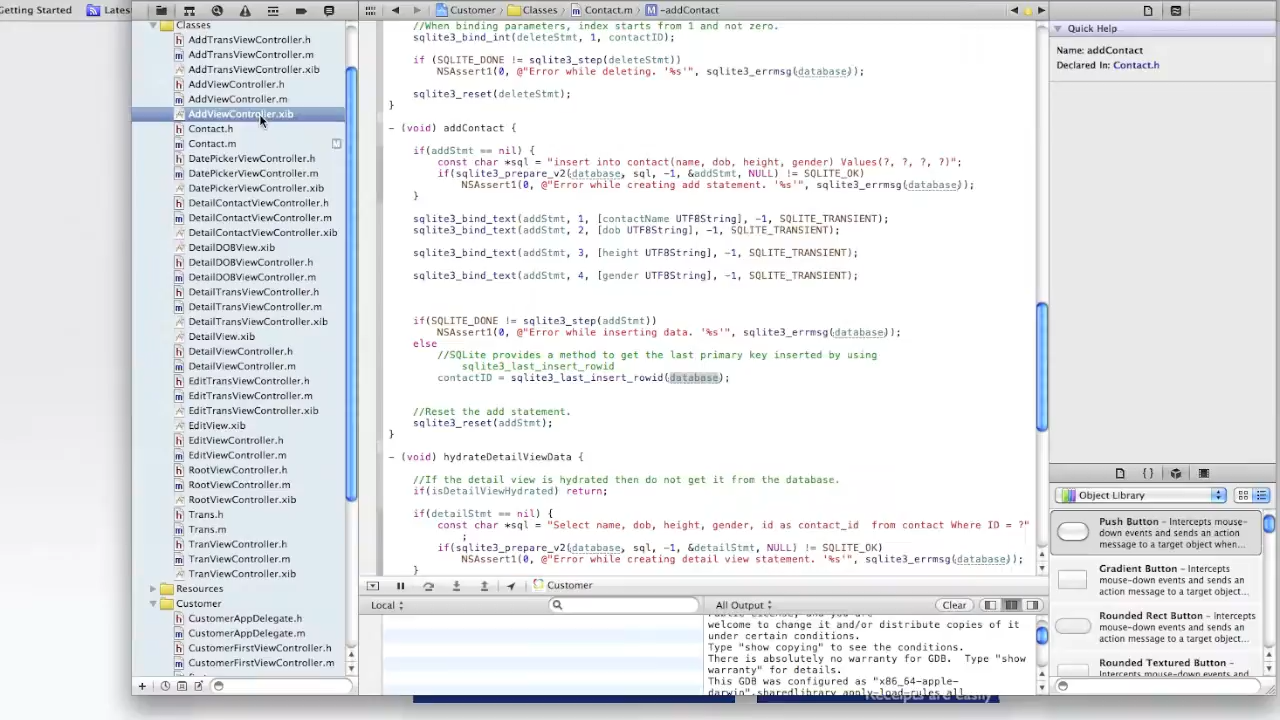 Getting Started
Latest
Customer
Classes
Contact.m
-addContact
Classes
AddTransViewController.h
AddTransViewController.m
AddTransViewController.xib
AddViewController.h
AddViewController.m
AddViewController.xib
Contact.h
Contact.m
M
DatePickerViewController.h
DatePickerViewController.m
DatePickerViewController.xib
DetailContactViewController.h
DetailContactViewController.m
DetailContactViewController.xib
DetailDOBView.xib
DetailDOBViewController.h
DetailDOBViewController.m
DetailTransViewController.h
DetailTransViewController.m
DetailTransViewController.xib
DetailView.xib
DetailViewController.h
DetailViewController.m
EditTransViewController.h
EditTransViewController.m
EditTransViewController.xib
EditView.xib
EditViewController.h
EditViewController.m
RootViewController.h
RootViewController.m
RootViewController.xib
Trans.h
Trans.m
TranViewController.h
TranViewController.m
TranViewController.xib
Resources
Customer
CustomerAppDelegate.h
CustomerAppDelegate.m
CustomerFirstViewController.h
CustomerFirstViewController.m
//When binding parameters, index starts from 1 and not zero.
sqlite3_bind_int(deleteStmt, 1, contactID);
if (SQLITE_DONE != sqlite3_step(deleteStmt))
NSAssert1(0, @"Error while deleting. '%s'", sqlite3_errmsg(database));
sqlite3_reset(deleteStmt);
}
- (void) addContact {
if(addStmt == nil) {
const char *sql = "insert into contact(name, dob, height, gender) Values(?, ?, ?, ?)";
if(sqlite3_prepare_v2(database, sql, -1, &addStmt, NULL) != SQLITE_OK)
NSAssert1(0, @"Error while creating add statement. '%s'", sqlite3_errmsg(database));
}
sqlite3_bind_text(addStmt, 1, [contactName UTF8String], -1, SQLITE_TRANSIENT);
sqlite3_bind_text(addStmt, 2, [dob UTF8String], -1, SQLITE_TRANSIENT);
sqlite3_bind_text(addStmt, 3, [height UTF8String], -1, SQLITE_TRANSIENT);
sqlite3_bind_text(addStmt, 4, [gender UTF8String], -1, SQLITE_TRANSIENT);
if(SQLITE_DONE != sqlite3_step(addStmt))
NSAssert1(0, @"Error while inserting data. '%s'", sqlite3_errmsg(database));
else
//SQLite provides a method to get the last primary key inserted by using
sqlite3_last_insert_rowid
contactID = sqlite3_last_insert_rowid(database);
//Reset the add statement.
sqlite3_reset(addStmt);
}
- (void) hydrateDetailViewData {
//If the detail view is hydrated then do not get it from the database.
if(isDetailViewHydrated) return;
if(detailStmt == nil) {
const char *sql = "Select name, dob, height, gender, id as contact_id  from contact Where ID = ?"
;
if(sqlite3_prepare_v2(database, sql, -1, &detailStmt, NULL) != SQLITE_OK)
NSAssert1(0, @"Error while creating detail view statement. '%s'", sqlite3_errmsg(database));
}
Customer
Local
All Output
Clear
welcome to change it and/or distribute copies of it
under certain conditions.
Type "show copying" to see the conditions.
There is absolutely no warranty for GDB.  Type "show
warranty" for details.
This GDB was configured as "x86_64-apple-
darwin".sharedlibrary apply-load-rules all
Quick Help
Name: addContact
Declared In: Contact.h
{ }
Object Library
Push Button - Intercepts mouse-
down events and sends an action
message to a target object when...
Gradient Button - Intercepts
mouse-down events and sends an
action message to a target object...
Rounded Rect Button - Intercepts
mouse-down events and sends an
action message to a target object...
Rounded Textured Button -
Intercepts mouse-down events and
Receipts are easily